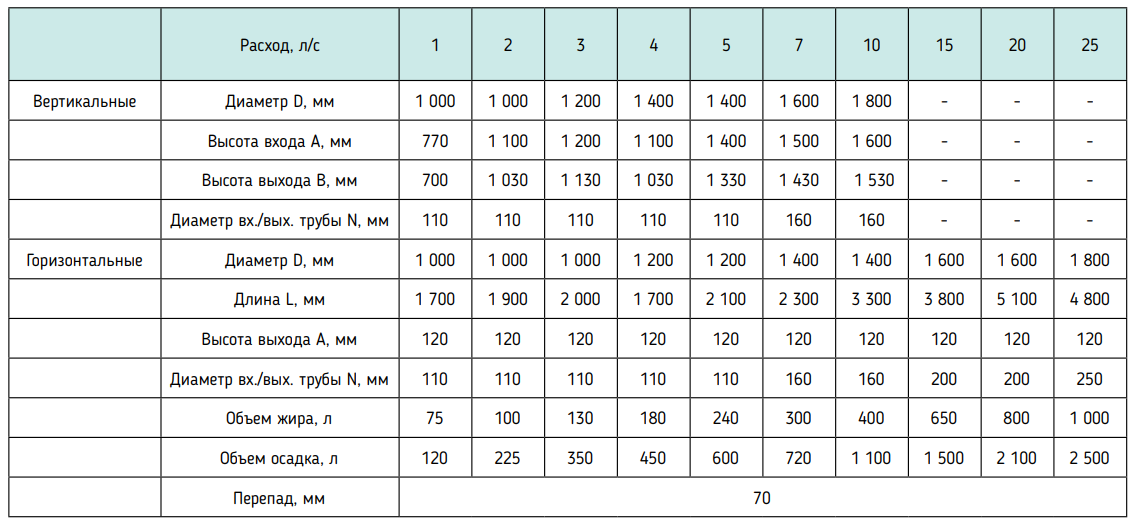 Расход, л/с 1 2 3 4 5 7 10 15 20 25
Вертикальные Диаметр D, мм 1 000 1 000 1 200 1 400 1 400 1 600 1 800 - - -
Высота входа A, мм 770 1 100 1 200 1 100 1 400 1 500 1 600 - - -
Высота выхода B, мм 700 1 030 1 130 1 030 1 330 1 430 1 530 - - -
Диаметр вх./вых. трубы N, мм 110 110 110 110 110 160 160 - - -
Горизонтальные Диаметр D, мм 1 000 1 000 1 000 1 200 1 200 1 400 1 400 1 600 1 600 1 800
Длина L, мм 1 700 1 900 2 000 1 700 2 100 2 300 3 300 3 800 5 100 4 800
Высота выхода A, мм 120 120 120 120 120 120 120 120 120 120
Диаметр вх./вых. трубы N, мм 110 110 110 110 110 160 160 200 200 250
Объем жира, л 75 100 130 180 240 300 400 650 800 1 000
Объем осадка, л 120 225 350 450 600 720 1 100 1 500 2 100 2 500
Перепад, мм 70